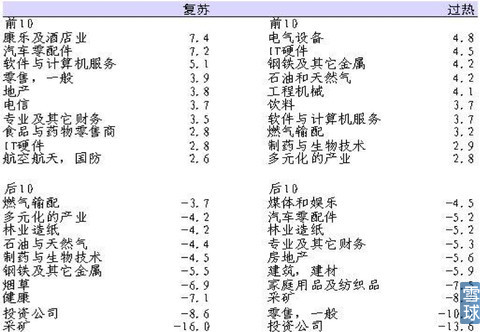 复苏 过热
前10 前10
康乐及酒店业 7.4 电气设备 4.8
汽车零配件 7.2 IT硬件 4.5
软件与计算机服务 5.1 钢铁及其它金属 4.2
零售，一般 3.9 石油和天然气 4.2
地产 3.8 工程机械 4.1
电信 3.7 饮料 3.7
专业及其它财务 3.5 软件与计算机服务 3.7
食品与药物零售商 2.8 燃气输配 3.2
IT硬件 2.8 制药与生物技术 2.9
航空航天，国防 2.6 多元化的产业 2.8
后10 后10
燃气输配 -3.7 媒体和娱乐 -4.5
多元化的产业 -4.2 汽车零配件 -5.2
林业造纸 -4.2 林业造纸 -5.2
石油与天然气 -4.4 专业及其它财务 -5.3
制药与生物技术 -4.5 房地产 -5.6
钢铁及其它金属 -5.5 建筑，建材 -5.9
烟草 -6.9 家庭用品及纺织品 -7.
健康 -7.1 采矿 -8.
投资公司 -8.6 零售，一般 -10.
采矿 -16.0 投资公司 -13.6
雪球